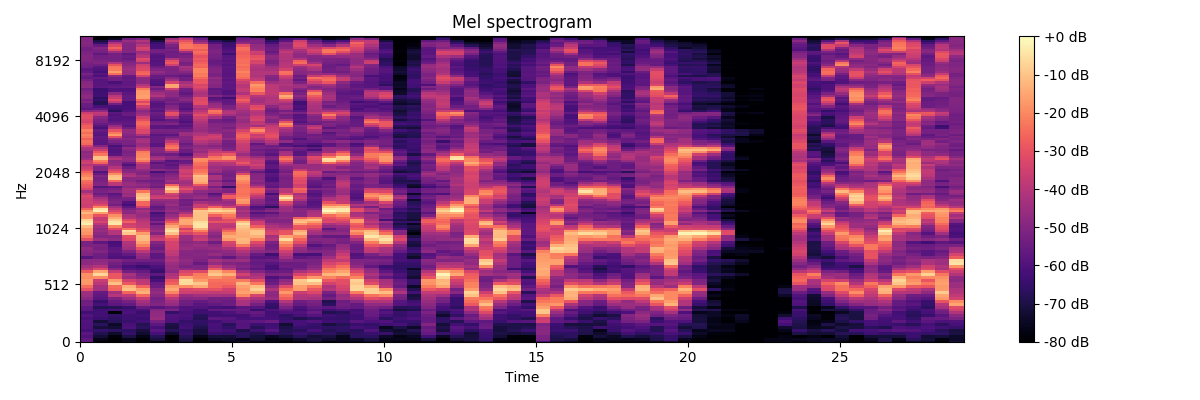 Mel spectrogram
8192
4096
2048
1024
512
0
Hz
0 5 10 15 20 25
Time
+0 dB
-10 dB
-20 dB
-30 dB
-40 dB
-50 dB
-60 dB
-70 dB
-80 dB